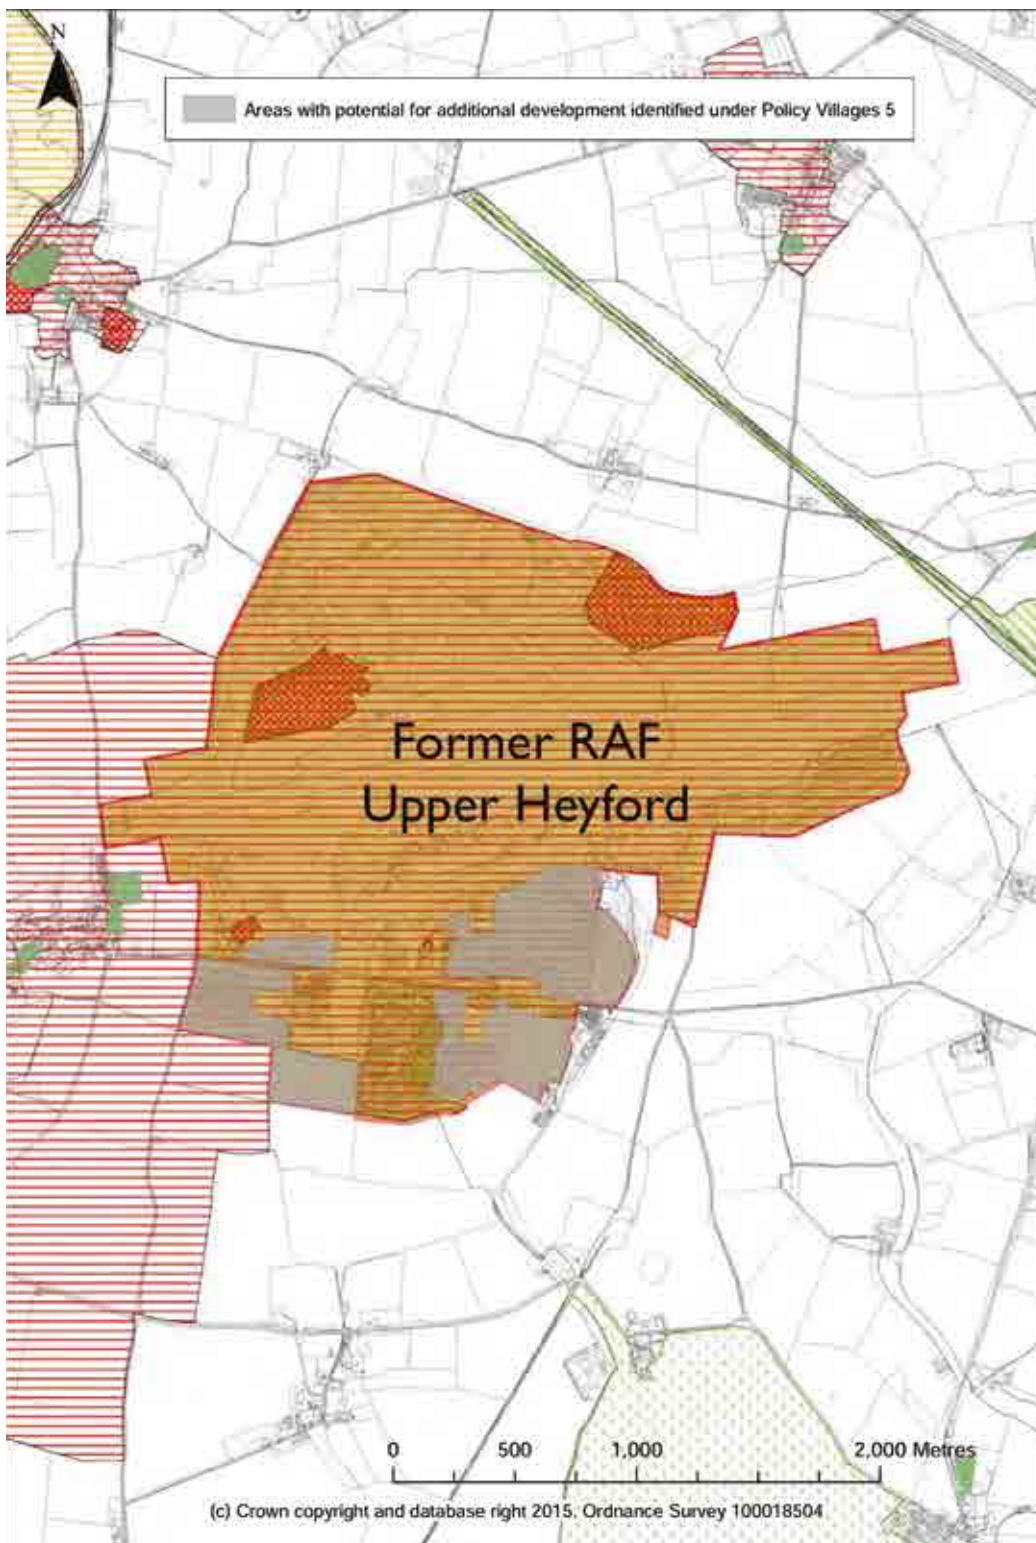 N
Areas with potential for additional development identified under Policy Villages 5
Former RAF
Upper Heyford
0 500 1,000 2,000 Metres
(c) Crown copyright and database right 2015. Ordnance Survey 100018504